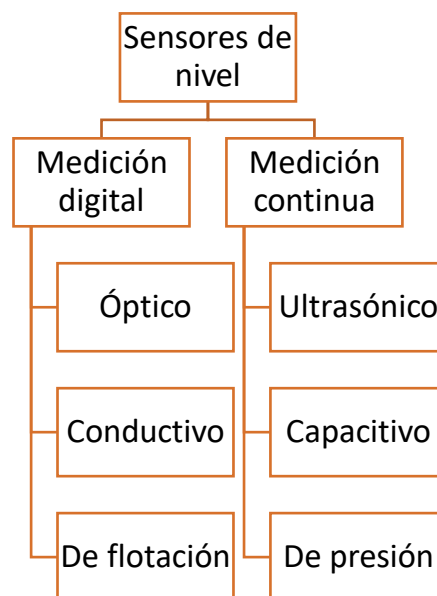 Sensores de
nivel
Medición
digital
Medición
continua
Óptico
Ultrasónico
Conductivo
Capacitivo
De flotación
De presión